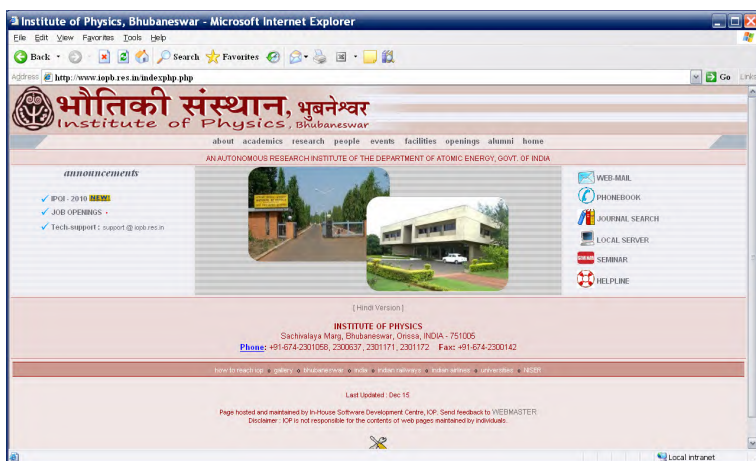 Institute of Physics, Bhubaneswar - Microsoft Internet Explorer
File Edit View Favorites Tools Help
Back Search Favorites
Address http://www.iopb.res.in/indexphp.php Go Links
भौतिकी संस्थान, भुबनेश्वर
Institute of Physics, Bhubaneswar
about academics research people events facilities openings alumni home
AN AUTONOMOUS RESEARCH INSTITUTE OF THE DEPARTMENT OF ATOMIC ENERGY, GOVT. OF INDIA
announcements
IPQI - 2010 NEW!
JOB OPENINGS
Tech-support : support @ iopb.res.in
WEB-MAIL
PHONEBOOK
JOURNAL SEARCH
LOCAL SERVER
SEMINAR
HELPLINE
[ Hindi Version ]
INSTITUTE OF PHYSICS
Sachivalaya Marg, Bhubaneswar, Orissa, INDIA - 751005
Phone: +91-674-2301058, 2300637, 2301171, 2301172 Fax: +91-674-2300142
how to reach iop gallery bhubaneswar india indian railways indian airlines universities NISER
Last Updated : Dec 15
Page hosted and maintained by In-House Software Development Centre, IOP. Send feedback to WEBMASTER
Disclaimer : IOP is not responsible for the contents of web pages maintained by individuals.
Local intranet